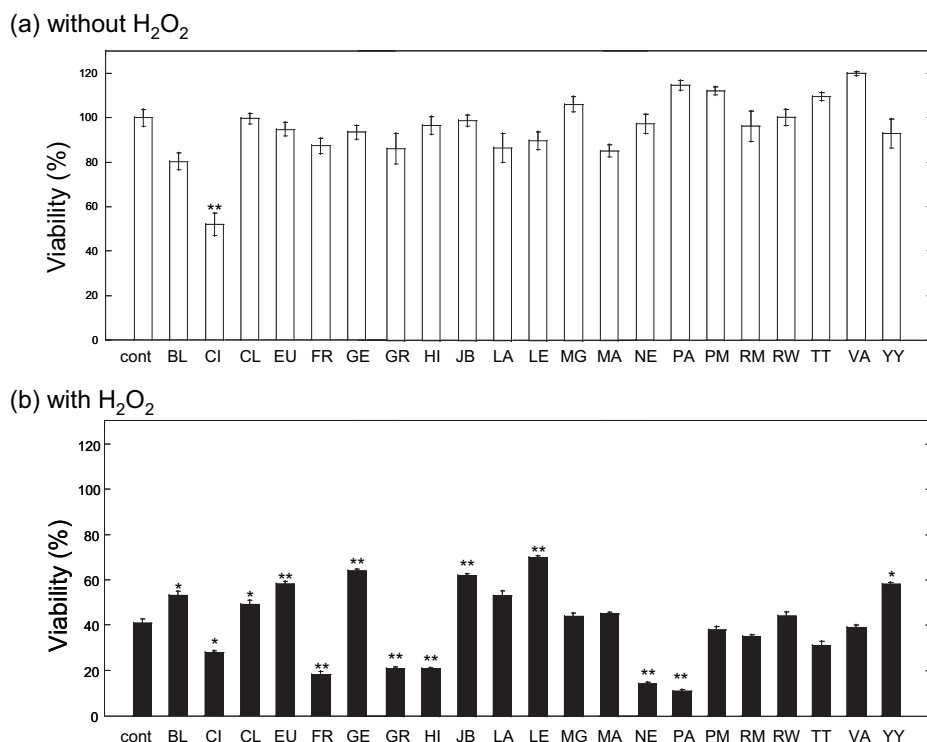 (a) without H₂O₂
120
100
80
60
40
20
0
Viability (%)
**
cont BL CI CL EU FR GE GR HI JB LA LE MG MA NE PA PM RM RW TT VA YY
(b) with H₂O₂
120
100
80
60
40
20
0
Viability (%)
* * * ** ** ** ** ** ** ** ** ** *
cont BL CI CL EU FR GE GR HI JB LA LE MG MA NE PA PM RM RW TT VA YY